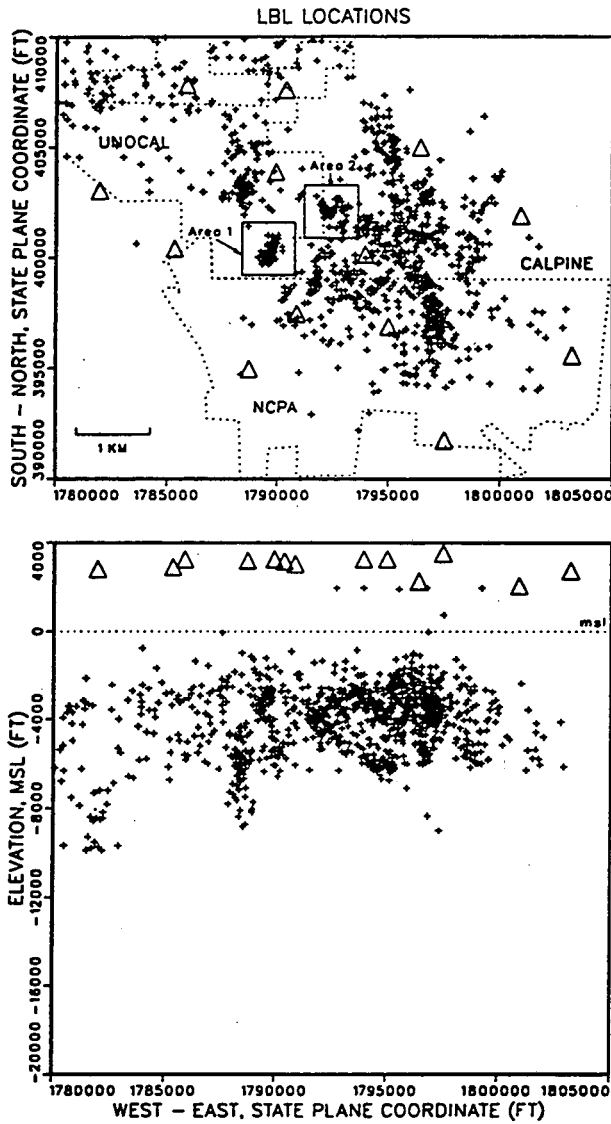 LBL LOCATIONS
SOUTH – NORTH, STATE PLANE COORDINATE (FT)
410000
405000
400000
395000
390000
UNOCAL
Area 2
Area 1
CALPINE
NCPA
1 KM
1780000 1785000 1790000 1795000 1800000 1805000
ELEVATION, MSL (FT)
4000
0
-4000
-8000
-12000
-16000
-20000
msl
1780000 1785000 1790000 1795000 1800000 1805000
WEST – EAST, STATE PLANE COORDINATE (FT)